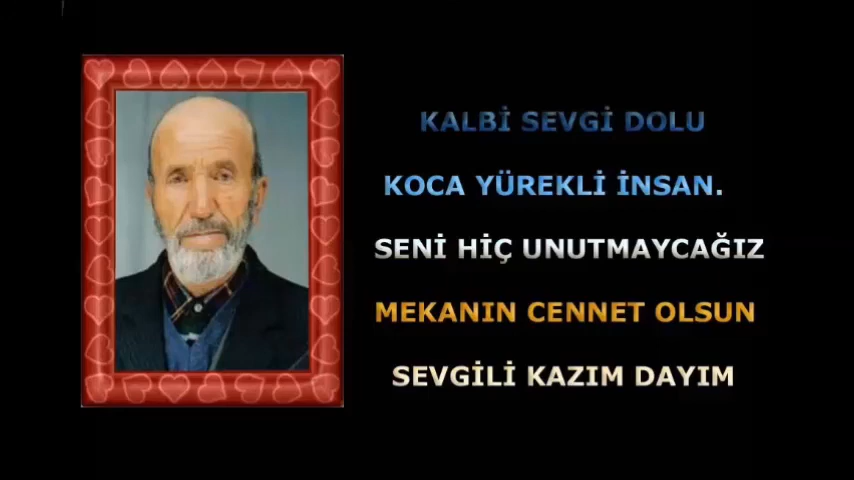 KALBİ SEVGİ DOLU
KOCA YÜREKLİ İNSAN.
SENİ HİÇ UNUTMAYCAĞIZ
MEKANIN CENNET OLSUN
SEVGİLİ KAZIM DAYIM